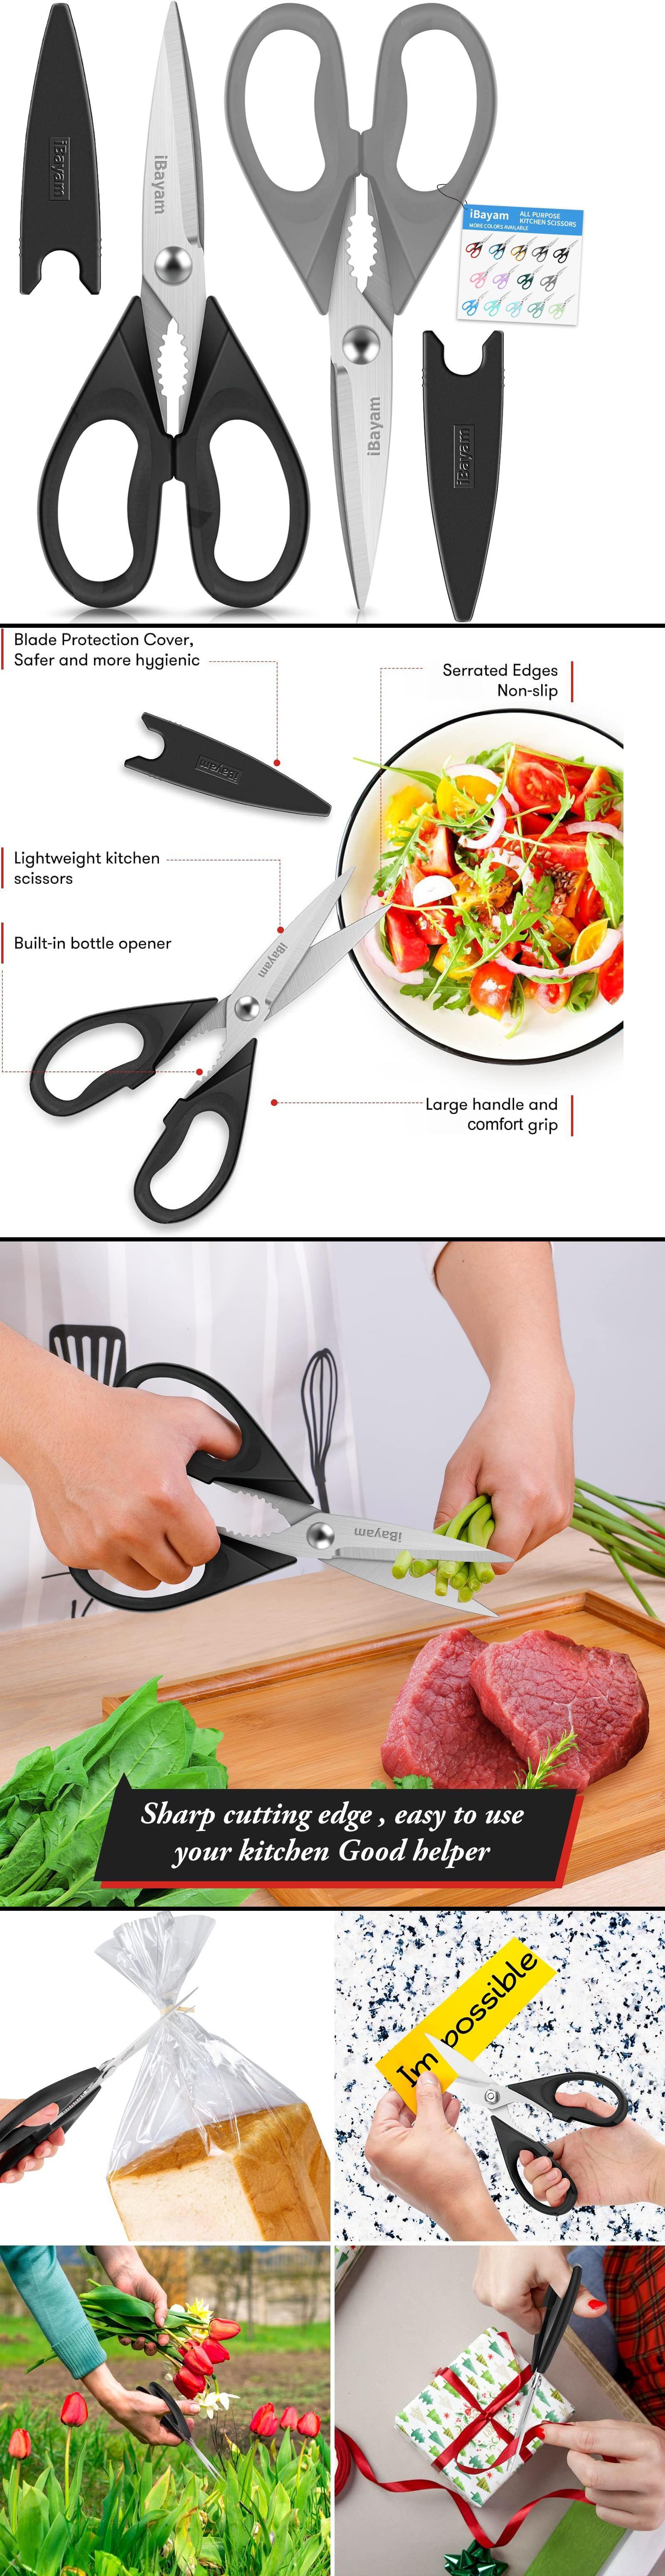 iBayam
iBayam
iBayam
ALL PURPOSE
KITCHEN SCISSORS
MORE COLORS AVAILABLE
iBayam
iBayam
Blade Protection Cover,
Safer and more hygienic
Serrated Edges
Non-slip
iBayam
Lightweight kitchen
scissors
iBayam
Built-in bottle opener
Large handle and
comfort grip
iBayam
Sharp cutting edge , easy to use
your kitchen Good helper
Im possible